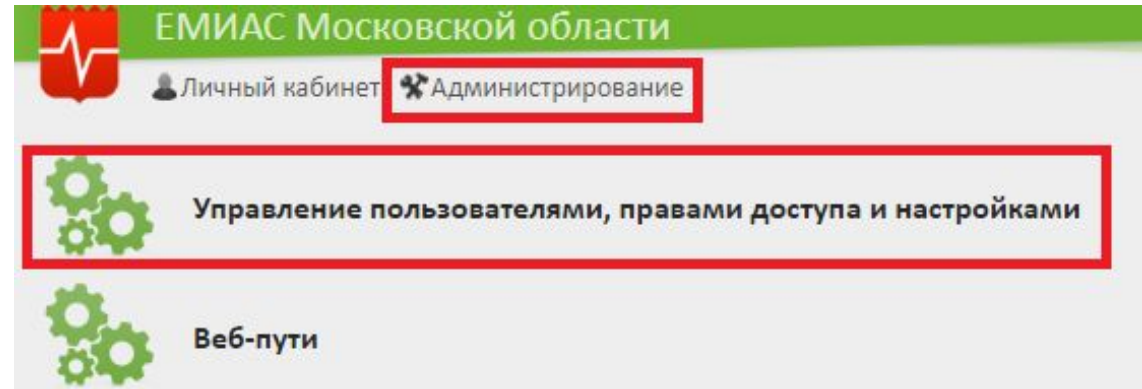 ЕМИАС Московской области
Личный кабинет Администрирование
Управление пользователями, правами доступа и настройками
Веб-пути